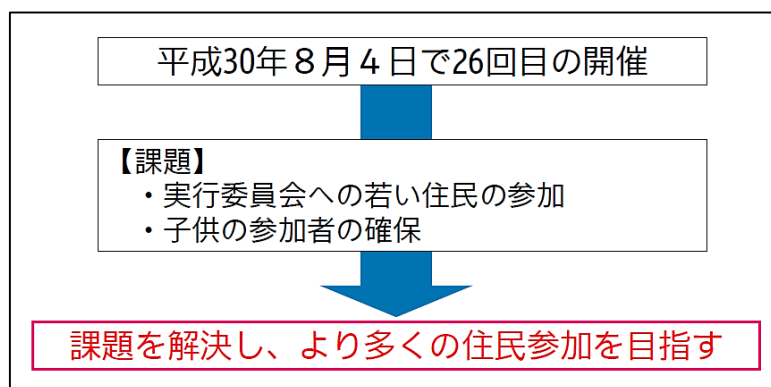 平成30年８月４日で26回目の開催
【課題】
・実行委員会への若い住民の参加
・子供の参加者の確保
課題を解決し、より多くの住民参加を目指す